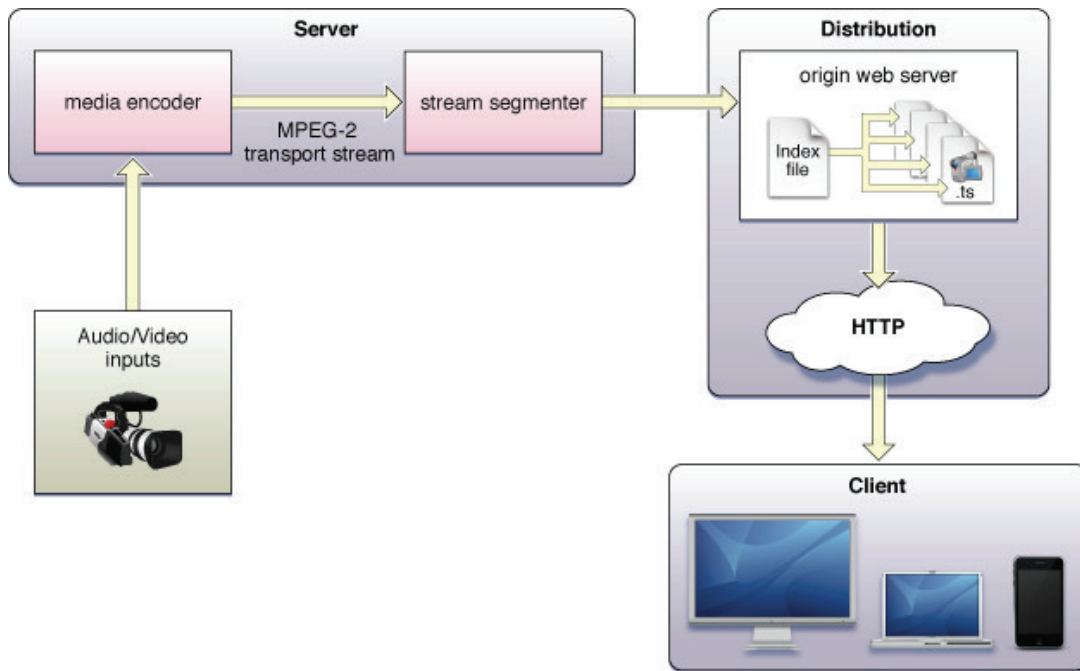 Server
media encoder
MPEG-2
transport stream
stream segmenter
Audio/Video
inputs
Distribution
origin web server
Index
file
.ts
HTTP
Client